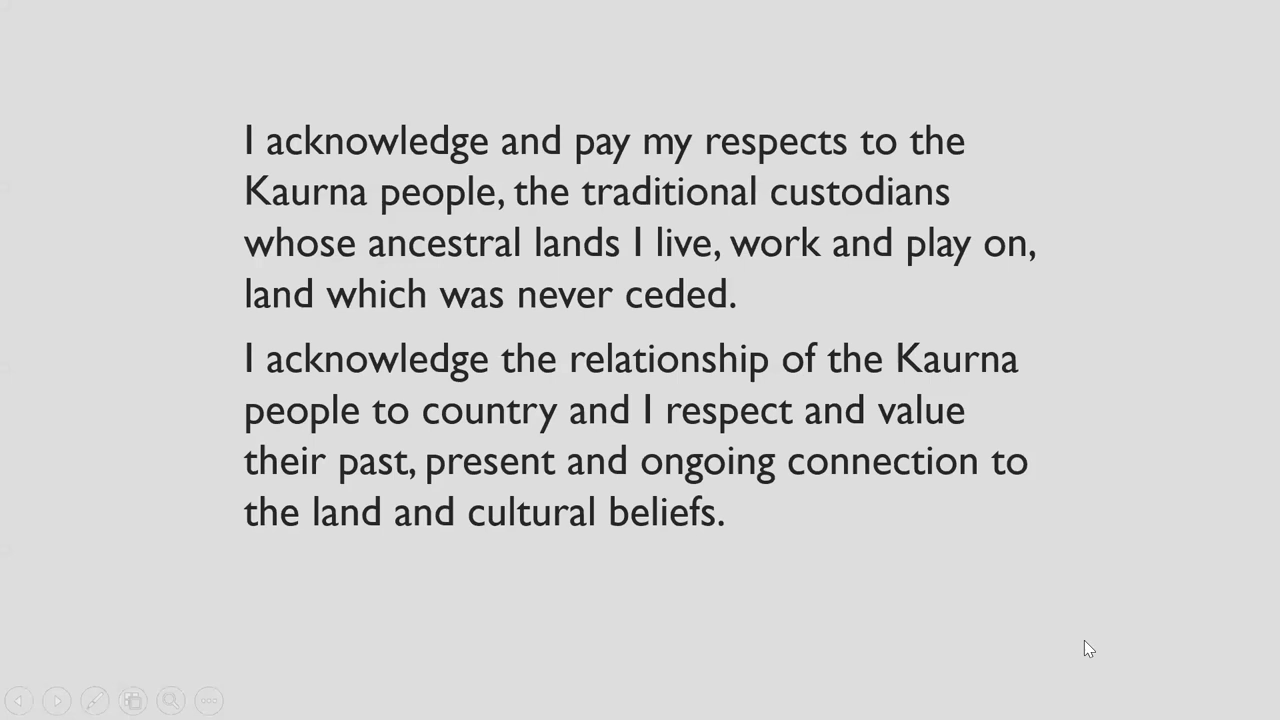 I acknowledge and pay my respects to the
Kaurna people, the traditional custodians
whose ancestral lands I live, work and play on,
land which was never ceded.
I acknowledge the relationship of the Kaurna
people to country and I respect and value
their past, present and ongoing connection to
the land and cultural beliefs.